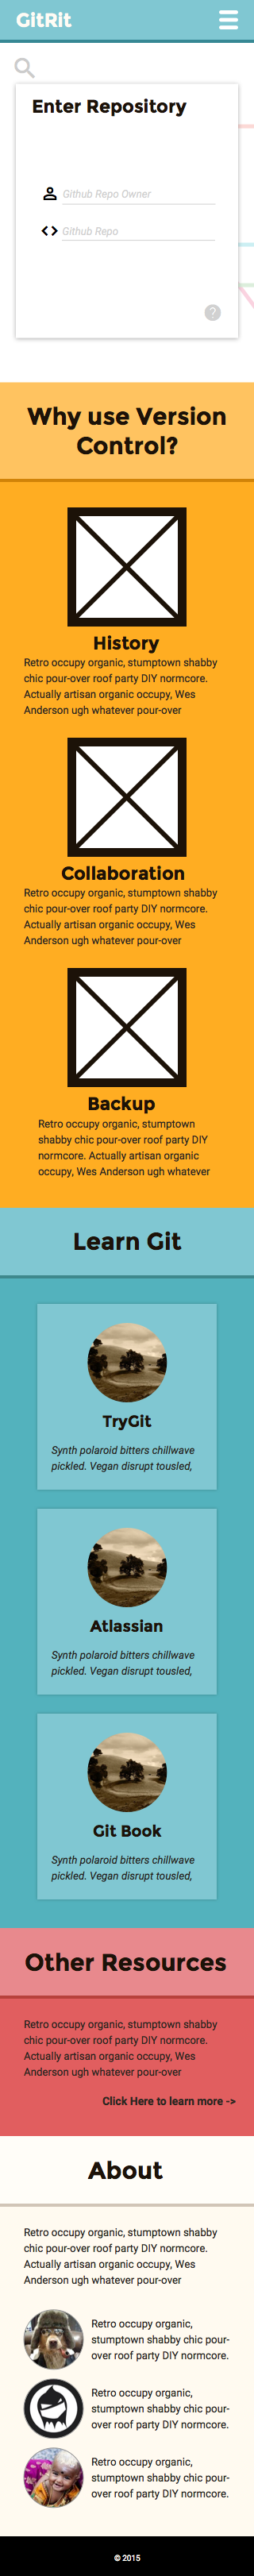 GitRit
Enter Repository
Github Repo Owner
Github Repo
?
Why use Version
Control?
History
Retro occupy organic, stumptown shabby
chic pour-over roof party DIY normcore.
Actually artisan organic occupy, Wes
Anderson ugh whatever pour-over
Collaboration
Retro occupy organic, stumptown shabby
chic pour-over roof party DIY normcore.
Actually artisan organic occupy, Wes
Anderson ugh whatever pour-over
Backup
Retro occupy organic, stumptown
shabby chic pour-over roof party DIY
normcore. Actually artisan organic
occupy, Wes Anderson ugh whatever
Learn Git
TryGit
Synth polaroid bitters chillwave
pickled. Vegan disrupt tousled,
Atlassian
Synth polaroid bitters chillwave
pickled. Vegan disrupt tousled,
Git Book
Synth polaroid bitters chillwave
pickled. Vegan disrupt tousled,
Other Resources
Retro occupy organic, stumptown shabby
chic pour-over roof party DIY normcore.
Actually artisan organic occupy, Wes
Anderson ugh whatever pour-over
Click Here to learn more ->
About
Retro occupy organic, stumptown shabby
chic pour-over roof party DIY normcore.
Actually artisan organic occupy, Wes
Anderson ugh whatever pour-over
Retro occupy organic,
stumptown shabby chic pour-
over roof party DIY normcore.
Retro occupy organic,
stumptown shabby chic pour-
over roof party DIY normcore.
Retro occupy organic,
stumptown shabby chic pour-
over roof party DIY normcore.
© 2015